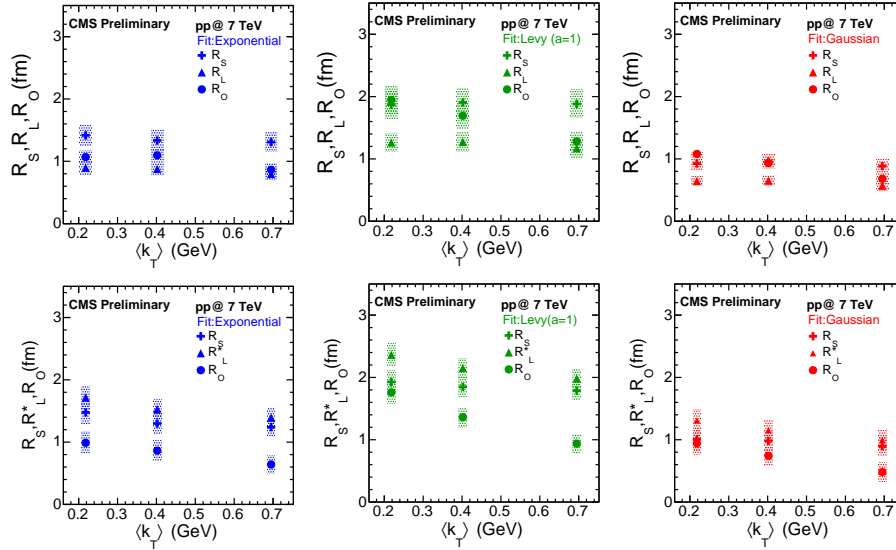 CMS Preliminary pp@ 7 TeV
Fit:Exponential
R_S
R_L
R_O
R_S,R_L,R_O(fm)
3
2
1
0
0.2 0.3 0.4 0.5 0.6 0.7
⟨k_T⟩ (GeV)
CMS Preliminary pp@ 7 TeV
Fit:Levy (a=1)
R_S
R_L
R_O
R_S,R_L,R_O(fm)
3
2
1
0
0.2 0.3 0.4 0.5 0.6 0.7
⟨k_T⟩ (GeV)
CMS Preliminary pp@ 7 TeV
Fit:Gaussian
R_S
R_L
R_O
R_S,R_L,R_O(fm)
3
2
1
0
0.2 0.3 0.4 0.5 0.6 0.7
⟨k_T⟩ (GeV)
CMS Preliminary pp@ 7 TeV
Fit:Exponential
R_S
R*_L
R_O
R_S,R*_L,R_O(fm)
3
2
1
0
0.2 0.3 0.4 0.5 0.6 0.7
⟨k_T⟩ (GeV)
CMS Preliminary pp@ 7 TeV
Fit:Levy(a=1)
R_S
R*_L
R_O
R_S,R*_L,R_O(fm)
3
2
1
0
0.2 0.3 0.4 0.5 0.6 0.7
⟨k_T⟩ (GeV)
CMS Preliminary pp@ 7 TeV
Fit:Gaussian
R_S
R*_L
R_O
R_S,R*_L,R_O(fm)
3
2
1
0
0.2 0.3 0.4 0.5 0.6 0.7
⟨k_T⟩ (GeV)